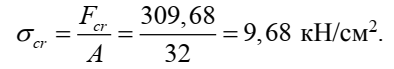 σ_cr = F_cr / A = 309,68 / 32 = 9,68 кН/см².